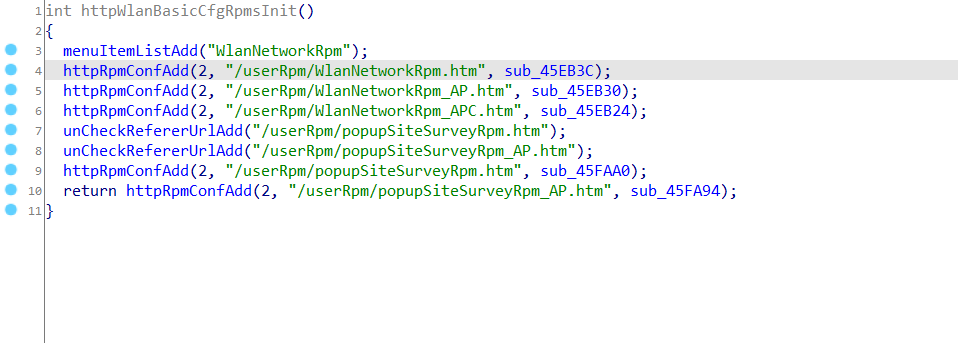 1 int httpWlanBasicCfgRpmsInit()
2 {
3 menuItemListAdd("WlanNetworkRpm");
4 httpRpmConfAdd(2, "/userRpm/WlanNetworkRpm.htm", sub_45EB3C);
5 httpRpmConfAdd(2, "/userRpm/WlanNetworkRpm_AP.htm", sub_45EB30);
6 httpRpmConfAdd(2, "/userRpm/WlanNetworkRpm_APC.htm", sub_45EB24);
7 unCheckRefererUrlAdd("/userRpm/popupSiteSurveyRpm.htm");
8 unCheckRefererUrlAdd("/userRpm/popupSiteSurveyRpm_AP.htm");
9 httpRpmConfAdd(2, "/userRpm/popupSiteSurveyRpm.htm", sub_45FAA0);
10 return httpRpmConfAdd(2, "/userRpm/popupSiteSurveyRpm_AP.htm", sub_45FA94);
11 }